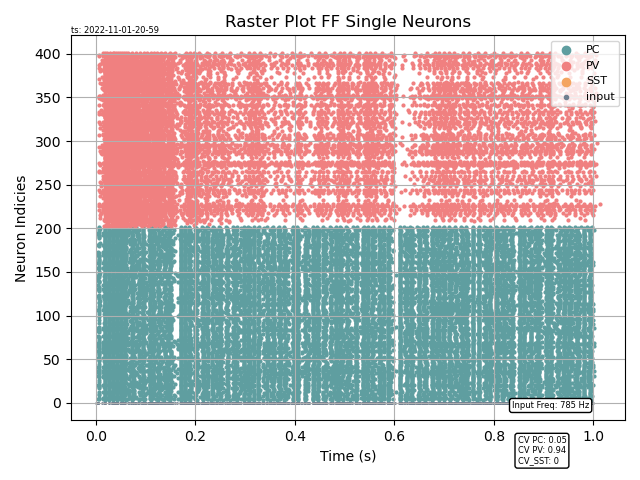 Raster Plot FF Single Neurons
ts: 2022-11-01-20-59
PC
PV
SST
input
400
350
300
250
200
150
100
50
0
Neuron Indicies
Input Freq: 785 Hz
0.0 0.2 0.4 0.6 0.8 1.0
Time (s)
CV PC: 0.05
CV PV: 0.94
CV_SST: 0